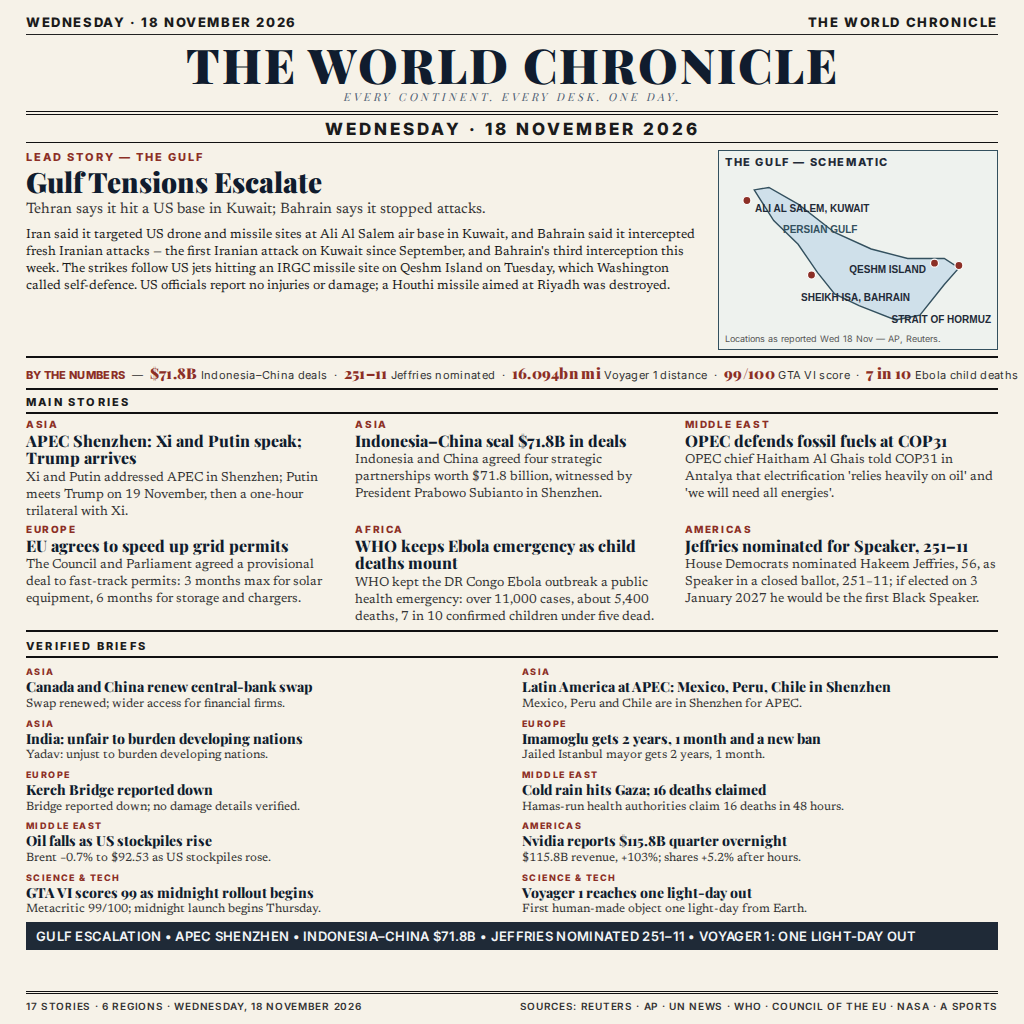 WEDNESDAY · 18 NOVEMBER 2026
THE WORLD CHRONICLE
THE WORLD CHRONICLE
EVERY CONTINENT. EVERY DESK. ONE DAY.
WEDNESDAY · 18 NOVEMBER 2026
LEAD STORY — THE GULF
Gulf Tensions Escalate
Tehran says it hit a US base in Kuwait; Bahrain says it stopped attacks.
Iran said it targeted US drone and missile sites at Ali Al Salem air base in Kuwait, and Bahrain said it intercepted
fresh Iranian attacks — the first Iranian attack on Kuwait since September, and Bahrain's third interception this
week. The strikes follow US jets hitting an IRGC missile site on Qeshm Island on Tuesday, which Washington
called self-defence. US officials report no injuries or damage; a Houthi missile aimed at Riyadh was destroyed.
THE GULF — SCHEMATIC
ALI AL SALEM, KUWAIT
PERSIAN GULF
QESHM ISLAND
SHEIKH ISA, BAHRAIN
STRAIT OF HORMUZ
Locations as reported Wed 18 Nov — AP, Reuters.
BY THE NUMBERS — $71.8B Indonesia–China deals · 251–11 Jeffries nominated · 16.094bn mi Voyager 1 distance · 99/100 GTA VI score · 7 in 10 Ebola child deaths
MAIN STORIES
ASIA
APEC Shenzhen: Xi and Putin speak;
Trump arrives
Xi and Putin addressed APEC in Shenzhen; Putin
meets Trump on 19 November, then a one-hour
trilateral with Xi.
ASIA
Indonesia–China seal $71.8B in deals
Indonesia and China agreed four strategic
partnerships worth $71.8 billion, witnessed by
President Prabowo Subianto in Shenzhen.
MIDDLE EAST
OPEC defends fossil fuels at COP31
OPEC chief Haitham Al Ghais told COP31 in
Antalya that electrification 'relies heavily on oil' and
'we will need all energies'.
EUROPE
EU agrees to speed up grid permits
The Council and Parliament agreed a provisional
deal to fast-track permits: 3 months max for solar
equipment, 6 months for storage and chargers.
AFRICA
WHO keeps Ebola emergency as child
deaths mount
WHO kept the DR Congo Ebola outbreak a public
health emergency: over 11,000 cases, about 5,400
deaths, 7 in 10 confirmed children under five dead.
AMERICAS
Jeffries nominated for Speaker, 251–11
House Democrats nominated Hakeem Jeffries, 56, as
Speaker in a closed ballot, 251–11; if elected on 3
January 2027 he would be the first Black Speaker.
VERIFIED BRIEFS
ASIA
Canada and China renew central-bank swap
Swap renewed; wider access for financial firms.
ASIA
Latin America at APEC: Mexico, Peru, Chile in Shenzhen
Mexico, Peru and Chile are in Shenzhen for APEC.
ASIA
India: unfair to burden developing nations
Yadav: unjust to burden developing nations.
EUROPE
Imamoglu gets 2 years, 1 month and a new ban
Jailed Istanbul mayor gets 2 years, 1 month.
EUROPE
Kerch Bridge reported down
Bridge reported down; no damage details verified.
MIDDLE EAST
Cold rain hits Gaza; 16 deaths claimed
Hamas-run health authorities claim 16 deaths in 48 hours.
MIDDLE EAST
Oil falls as US stockpiles rise
Brent −0.7% to $92.53 as US stockpiles rose.
AMERICAS
Nvidia reports $115.8B quarter overnight
$115.8B revenue, +103%; shares +5.2% after hours.
SCIENCE & TECH
GTA VI scores 99 as midnight rollout begins
Metacritic 99/100; midnight launch begins Thursday.
SCIENCE & TECH
Voyager 1 reaches one light-day out
First human-made object one light-day from Earth.
GULF ESCALATION • APEC SHENZHEN • INDONESIA–CHINA $71.8B • JEFFRIES NOMINATED 251–11 • VOYAGER 1: ONE LIGHT-DAY OUT
17 STORIES · 6 REGIONS · WEDNESDAY, 18 NOVEMBER 2026
SOURCES: REUTERS · AP · UN NEWS · WHO · COUNCIL OF THE EU · NASA · A SPORTS